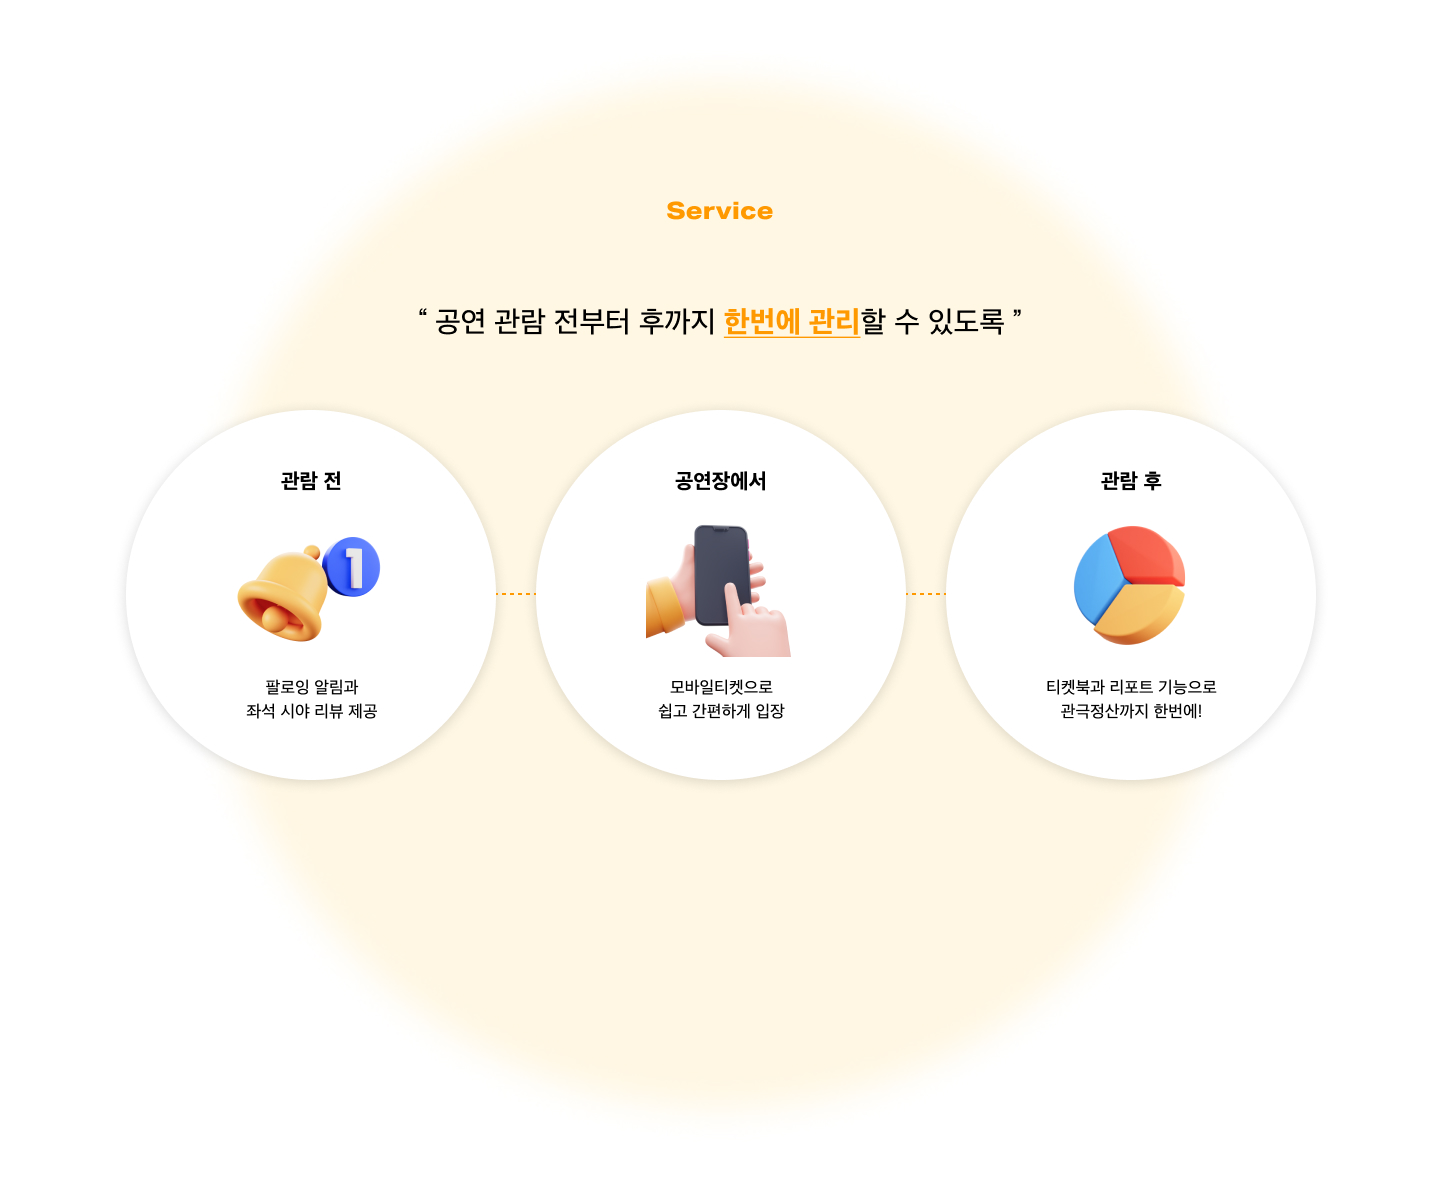 Service
“ 공연 관람 전부터 후까지 한번에 관리할 수 있도록 ”
관람 전
1
팔로잉 알림과
좌석 시야 리뷰 제공
공연장에서
모바일티켓으로
쉽고 간편하게 입장
관람 후
티켓북과 리포트 기능으로
관극정산까지 한번에!